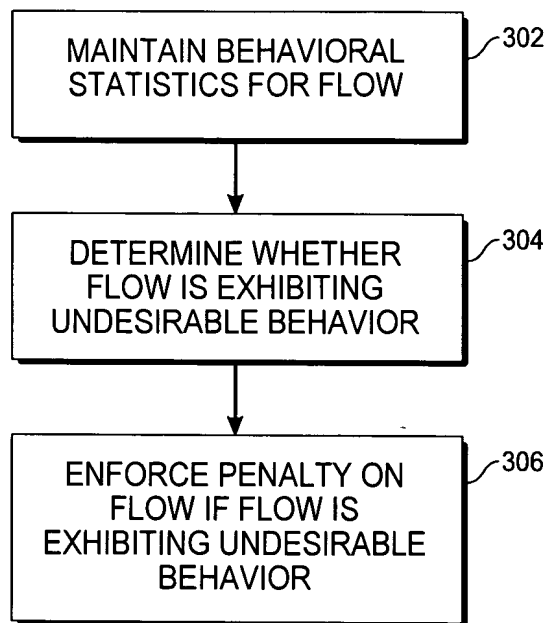 MAINTAIN BEHAVIORAL
STATISTICS FOR FLOW
302
DETERMINE WHETHER
FLOW IS EXHIBITING
UNDESIRABLE BEHAVIOR
304
ENFORCE PENALTY ON
FLOW IF FLOW IS
EXHIBITING UNDESIRABLE
BEHAVIOR
306